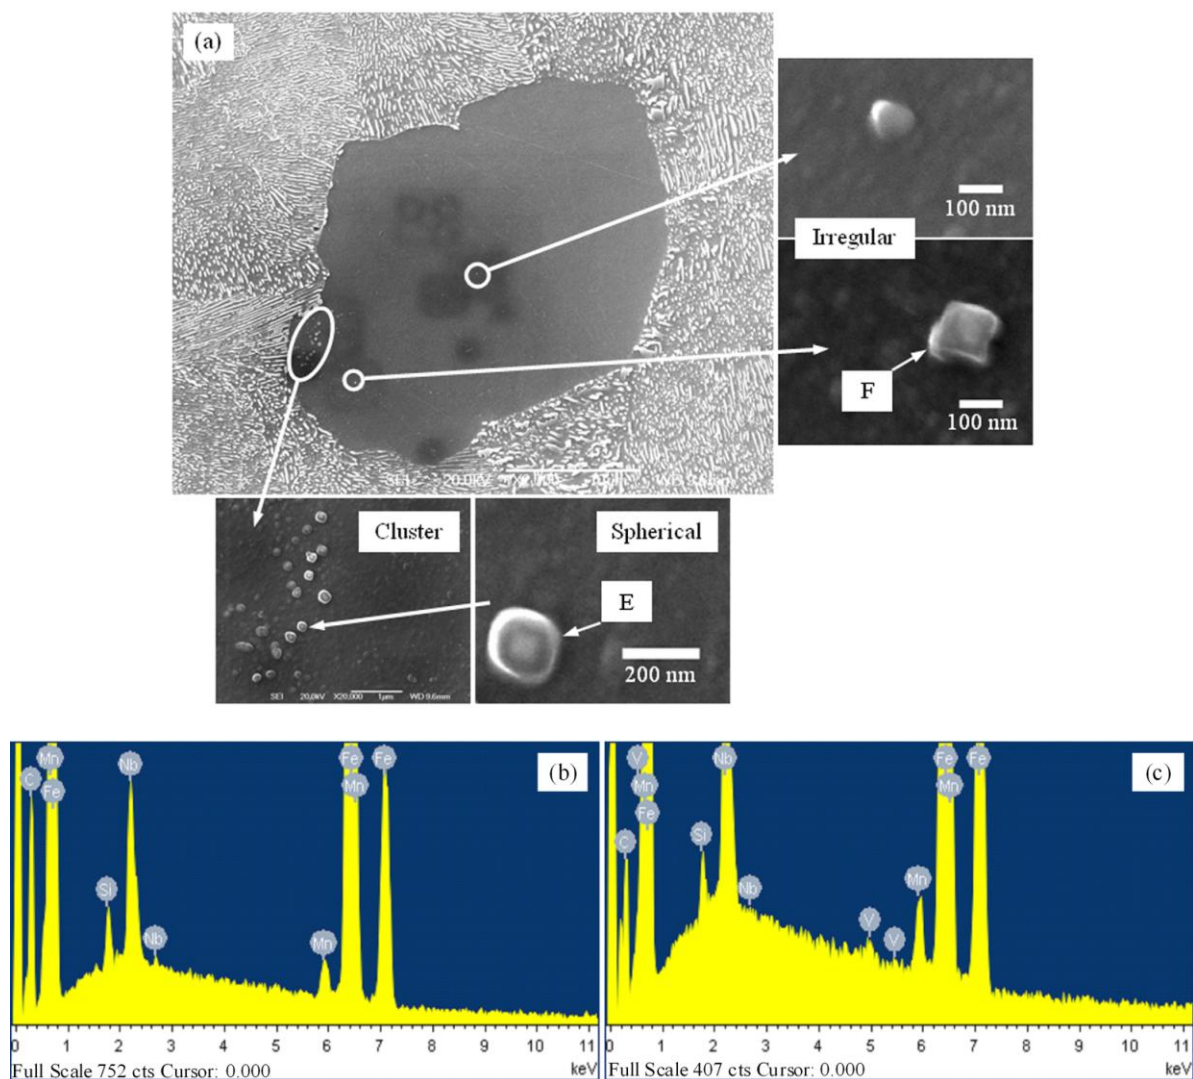 (a)
100 nm
Irregular
F
100 nm
SEI 20.0kV
Cluster
Spherical
E
200 nm
SEI 20.0kV X20,000 1μm WD 9.6mm
(b)
Mn
Nb
Fe
Fe
C
Fe
Mn
Si
Nb
Mn
0 1 2 3 4 5 6 7 8 9 10 11
Full Scale 752 cts Cursor: 0.000 keV
(c)
V
Nb
Fe
Fe
Mn
Mn
Fe
Si
C
Nb
Mn
V
V
0 1 2 3 4 5 6 7 8 9 10 11
Full Scale 407 cts Cursor: 0.000 keV